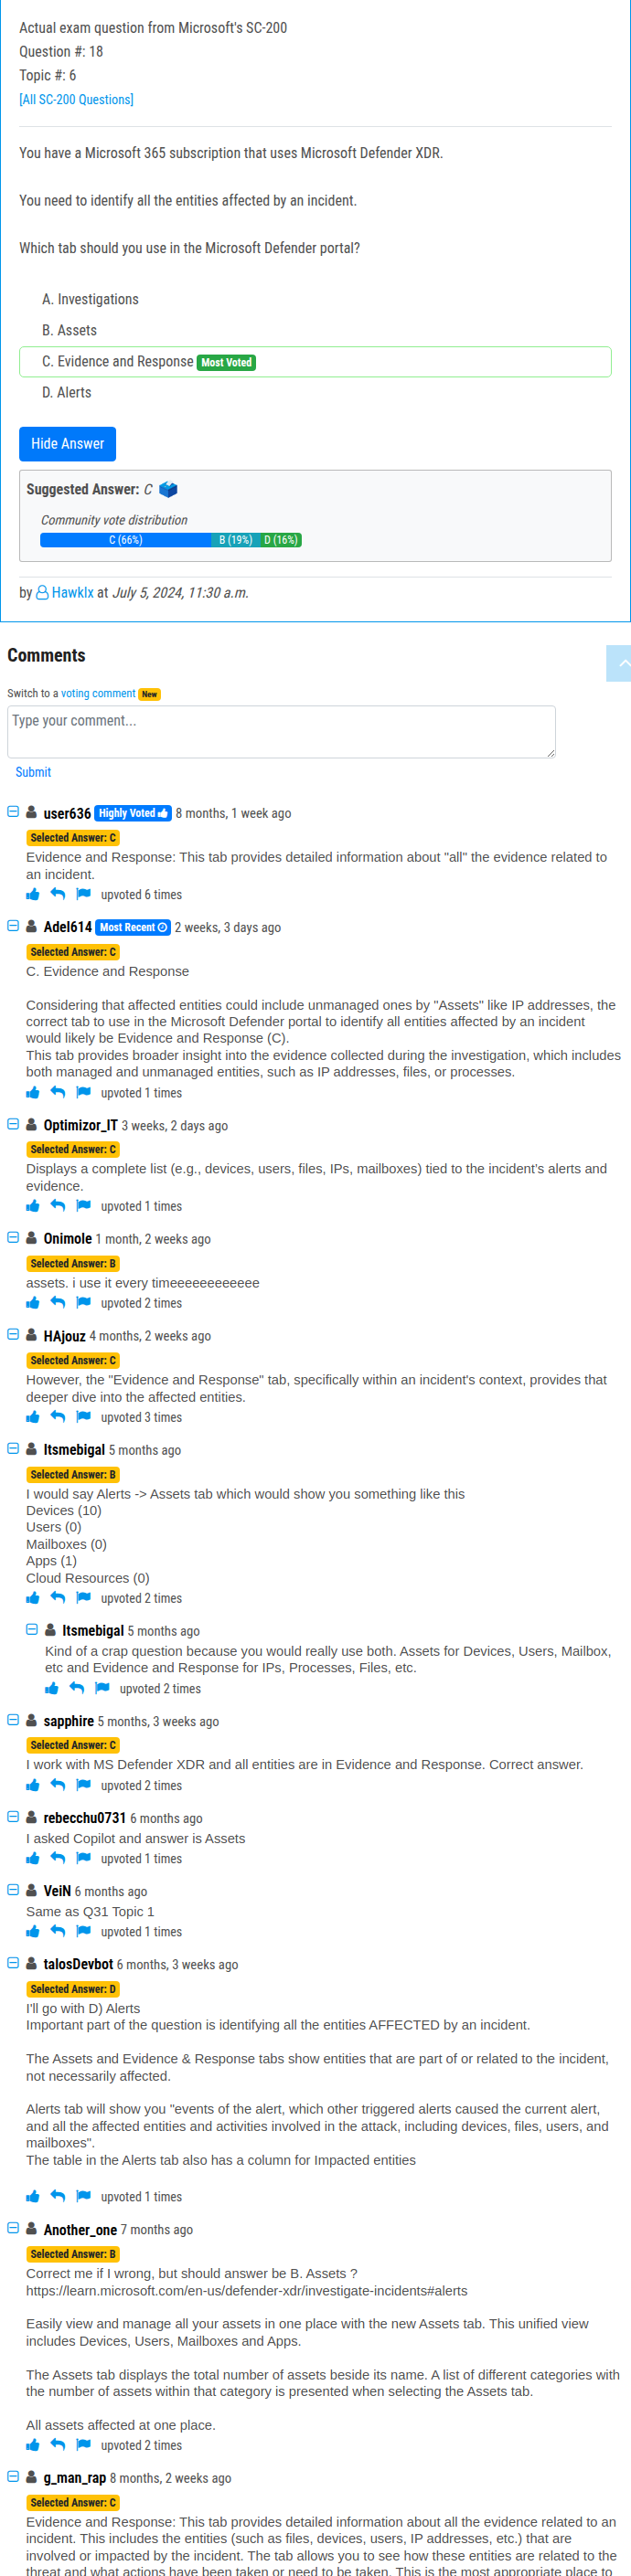 Actual exam question from Microsoft's SC-200
Question #: 18
Topic #: 6
[All SC-200 Questions]
You have a Microsoft 365 subscription that uses Microsoft Defender XDR.
You need to identify all the entities affected by an incident.
Which tab should you use in the Microsoft Defender portal?
A. Investigations
B. Assets
C. Evidence and Response Most Voted
D. Alerts
Hide Answer
Suggested Answer: C
Community vote distribution
C (66%) B (19%) D (16%)
by Hawklx at July 5, 2024, 11:30 a.m.
Comments
Switch to a voting comment New
Type your comment...
Submit
user636 Highly Voted 8 months, 1 week ago
Selected Answer: C
Evidence and Response: This tab provides detailed information about "all" the evidence related to
an incident.
upvoted 6 times
Adel614 Most Recent 2 weeks, 3 days ago
Selected Answer: C
C. Evidence and Response
Considering that affected entities could include unmanaged ones by "Assets" like IP addresses, the
correct tab to use in the Microsoft Defender portal to identify all entities affected by an incident
would likely be Evidence and Response (C).
This tab provides broader insight into the evidence collected during the investigation, which includes
both managed and unmanaged entities, such as IP addresses, files, or processes.
upvoted 1 times
Optimizor_IT 3 weeks, 2 days ago
Selected Answer: C
Displays a complete list (e.g., devices, users, files, IPs, mailboxes) tied to the incident's alerts and
evidence.
upvoted 1 times
Onimole 1 month, 2 weeks ago
Selected Answer: B
assets. i use it every timeeeeeeeeeeee
upvoted 2 times
HAjouz 4 months, 2 weeks ago
Selected Answer: C
However, the "Evidence and Response" tab, specifically within an incident's context, provides that
deeper dive into the affected entities.
upvoted 3 times
Itsmebigal 5 months ago
Selected Answer: B
I would say Alerts -> Assets tab which would show you something like this
Devices (10)
Users (0)
Mailboxes (0)
Apps (1)
Cloud Resources (0)
upvoted 2 times
Itsmebigal 5 months ago
Kind of a crap question because you would really use both. Assets for Devices, Users, Mailbox,
etc and Evidence and Response for IPs, Processes, Files, etc.
upvoted 2 times
sapphire 5 months, 3 weeks ago
Selected Answer: C
I work with MS Defender XDR and all entities are in Evidence and Response. Correct answer.
upvoted 2 times
rebecchu0731 6 months ago
I asked Copilot and answer is Assets
upvoted 1 times
VeiN 6 months ago
Same as Q31 Topic 1
upvoted 1 times
talosDevbot 6 months, 3 weeks ago
Selected Answer: D
I'll go with D) Alerts
Important part of the question is identifying all the entities AFFECTED by an incident.
The Assets and Evidence & Response tabs show entities that are part of or related to the incident,
not necessarily affected.
Alerts tab will show you "events of the alert, which other triggered alerts caused the current alert,
and all the affected entities and activities involved in the attack, including devices, files, users, and
mailboxes".
The table in the Alerts tab also has a column for Impacted entities
upvoted 1 times
Another_one 7 months ago
Selected Answer: B
Correct me if I wrong, but should answer be B. Assets ?
https://learn.microsoft.com/en-us/defender-xdr/investigate-incidents#alerts
Easily view and manage all your assets in one place with the new Assets tab. This unified view
includes Devices, Users, Mailboxes and Apps.
The Assets tab displays the total number of assets beside its name. A list of different categories with
the number of assets within that category is presented when selecting the Assets tab.
All assets affected at one place.
upvoted 2 times
g_man_rap 8 months, 2 weeks ago
Selected Answer: C
Evidence and Response: This tab provides detailed information about all the evidence related to an
incident. This includes the entities (such as files, devices, users, IP addresses, etc.) that are
involved or impacted by the incident. The tab allows you to see how these entities are related to the
threat and what actions have been taken or need to be taken. This is the most appropriate place to